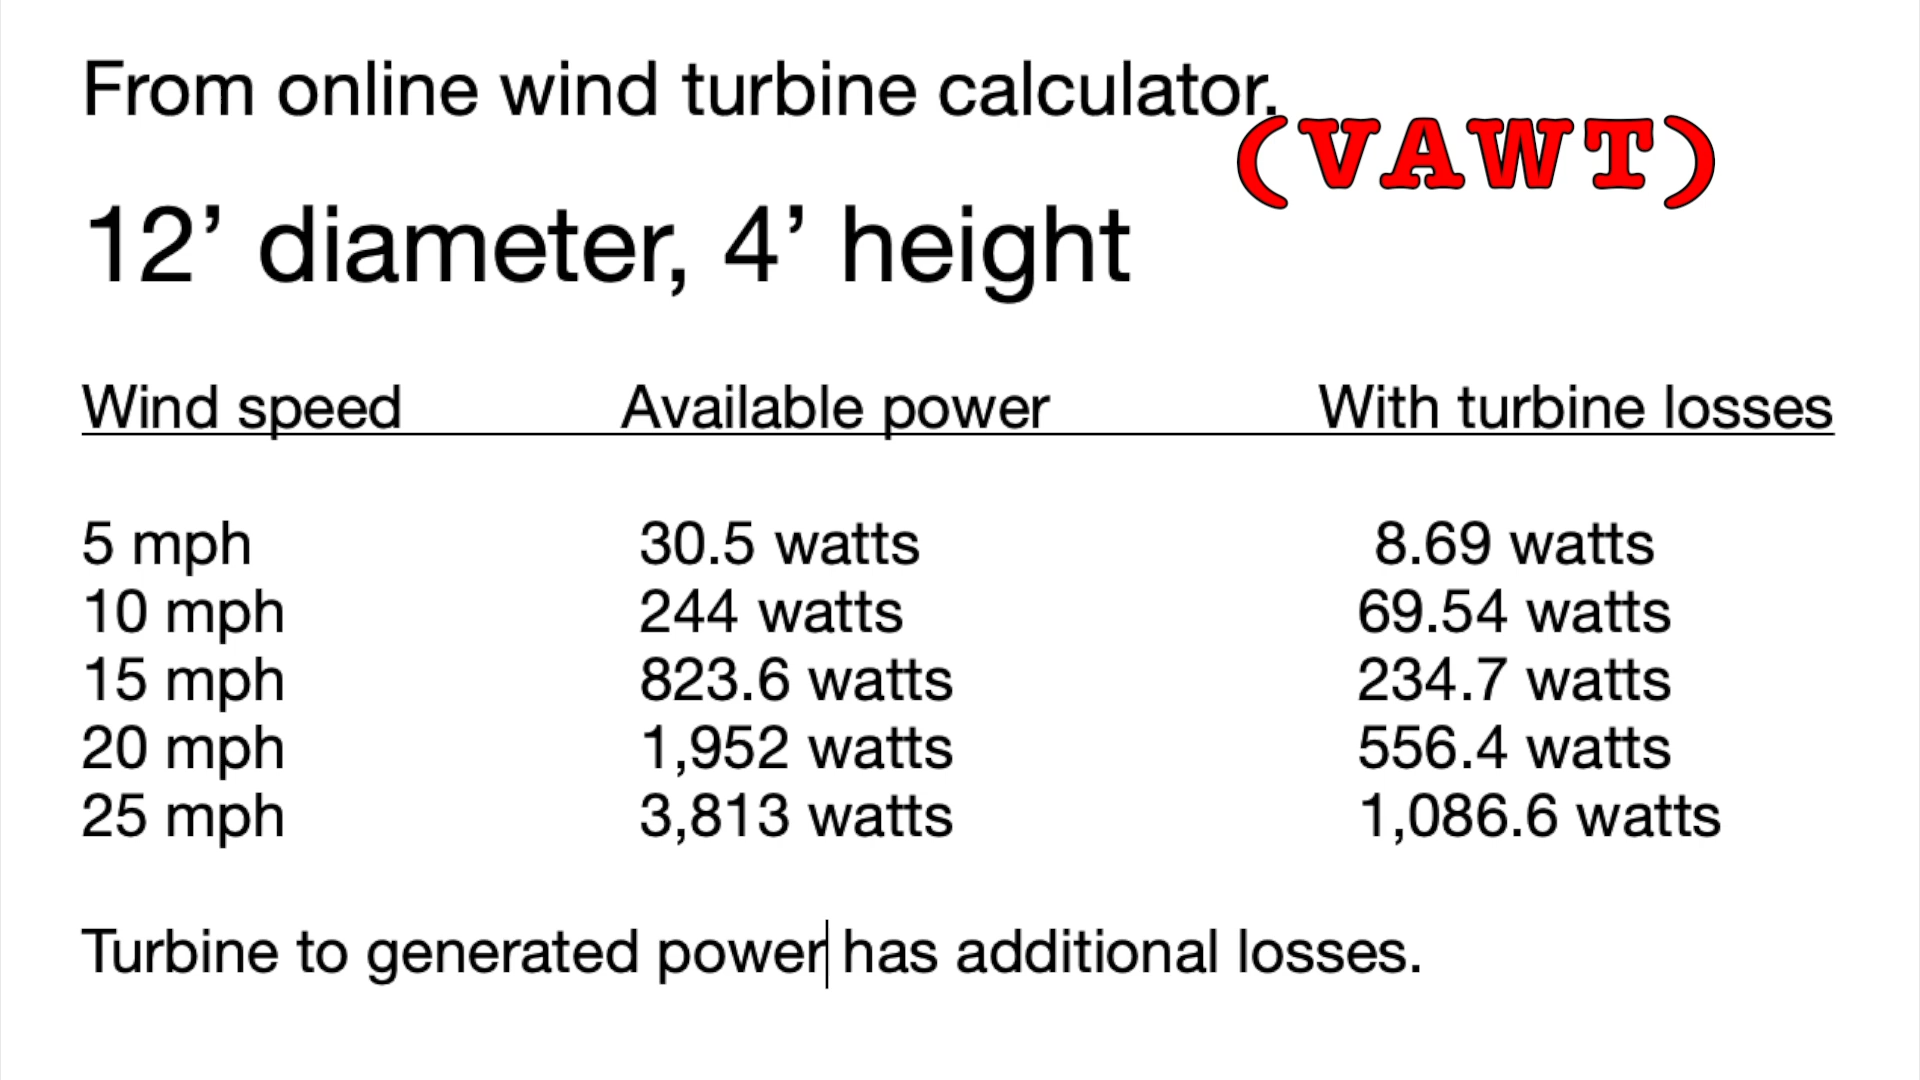 From online wind turbine calculator.
(VAWT)
12’ diameter, 4’ height
Wind speed Available power With turbine losses
5 mph 30.5 watts 8.69 watts
10 mph 244 watts 69.54 watts
15 mph 823.6 watts 234.7 watts
20 mph 1,952 watts 556.4 watts
25 mph 3,813 watts 1,086.6 watts
Turbine to generated power has additional losses.